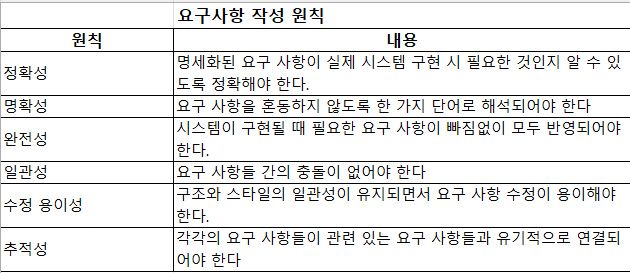 요구사항 작성 원칙
원칙 내용
정확성 명세화된 요구 사항이 실제 시스템 구현 시 필요한 것인지 알 수 있
도록 정확해야 한다.
명확성 요구 사항을 혼동하지 않도록 한 가지 단어로 해석되어야 한다
완전성 시스템이 구현될 때 필요한 요구 사항이 빠짐없이 모두 반영되어야
한다.
일관성 요구 사항들 간의 충돌이 없어야 한다
수정 용이성 구조와 스타일의 일관성이 유지되면서 요구 사항 수정이 용이해야
한다.
추적성 각각의 요구 사항들이 관련 있는 요구 사항들과 유기적으로 연결되
어야 한다